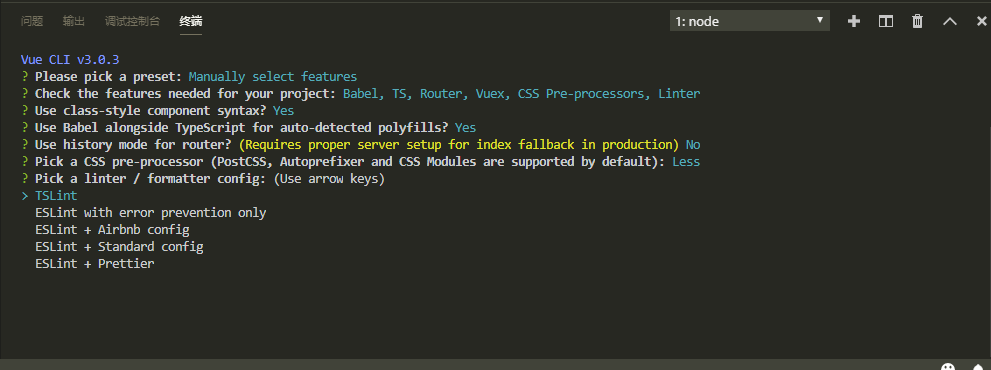 问题 输出 调试控制台 终端 1: node
Vue CLI v3.0.3
? Please pick a preset: Manually select features
? Check the features needed for your project: Babel, TS, Router, Vuex, CSS Pre-processors, Linter
? Use class-style component syntax? Yes
? Use Babel alongside TypeScript for auto-detected polyfills? Yes
? Use history mode for router? (Requires proper server setup for index fallback in production) No
? Pick a CSS pre-processor (PostCSS, Autoprefixer and CSS Modules are supported by default): Less
? Pick a linter / formatter config: (Use arrow keys)
> TSLint
ESLint with error prevention only
ESLint + Airbnb config
ESLint + Standard config
ESLint + Prettier